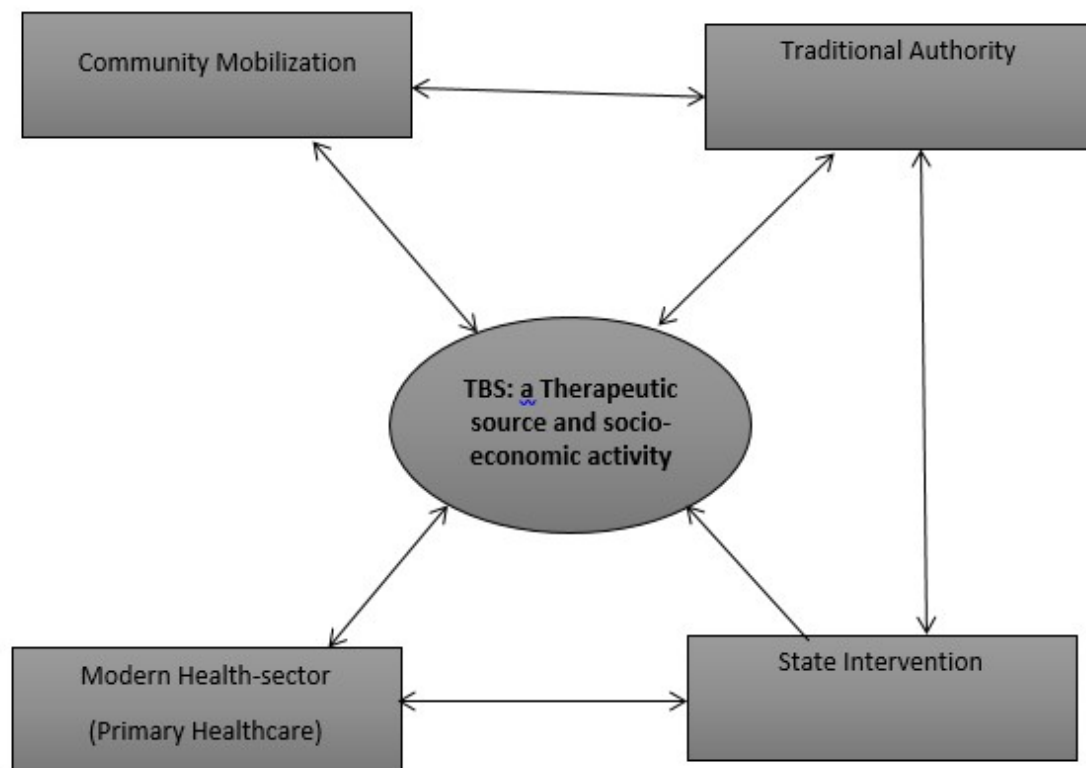 Community Mobilization
Traditional Authority
TBS: a Therapeutic
source and socio-
economic activity
Modern Health-sector
(Primary Healthcare)
State Intervention